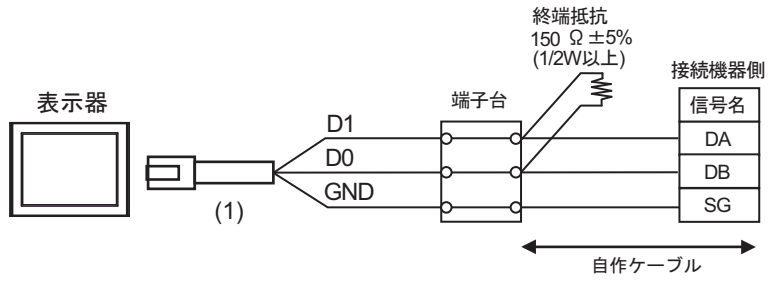 終端抵抗
150 Ω ±5%
(1/2W以上)
接続機器側
表示器
端子台
信号名
D1
DA
D0
DB
GND
SG
(1)
自作ケーブル